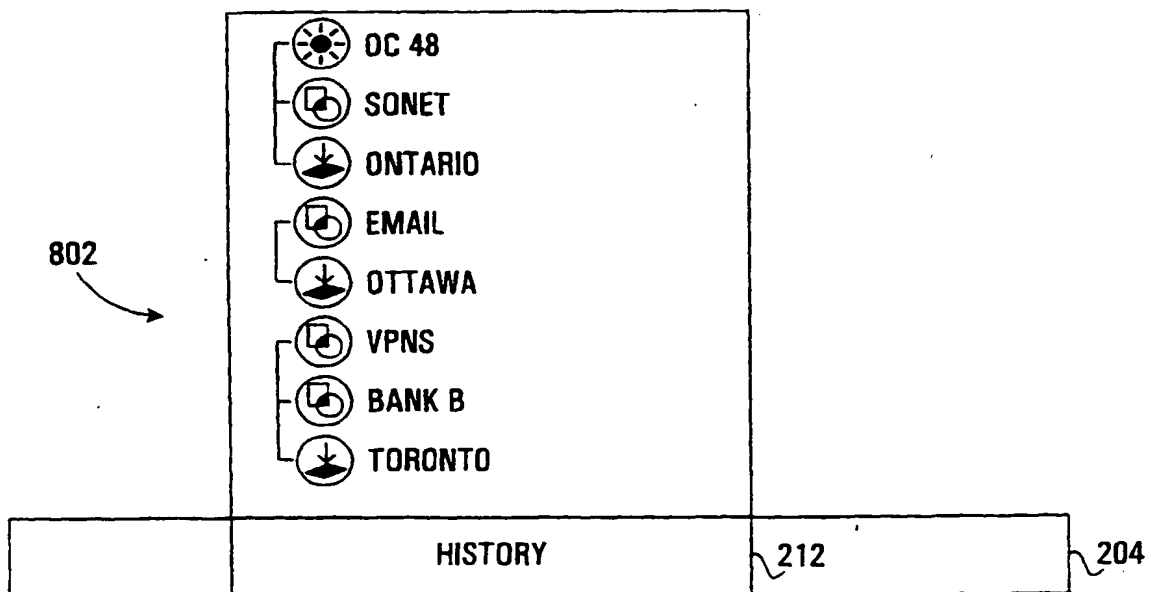 OC 48
SONET
ONTARIO
EMAIL
802
OTTAWA
VPNS
BANK B
TORONTO
HISTORY 212 204